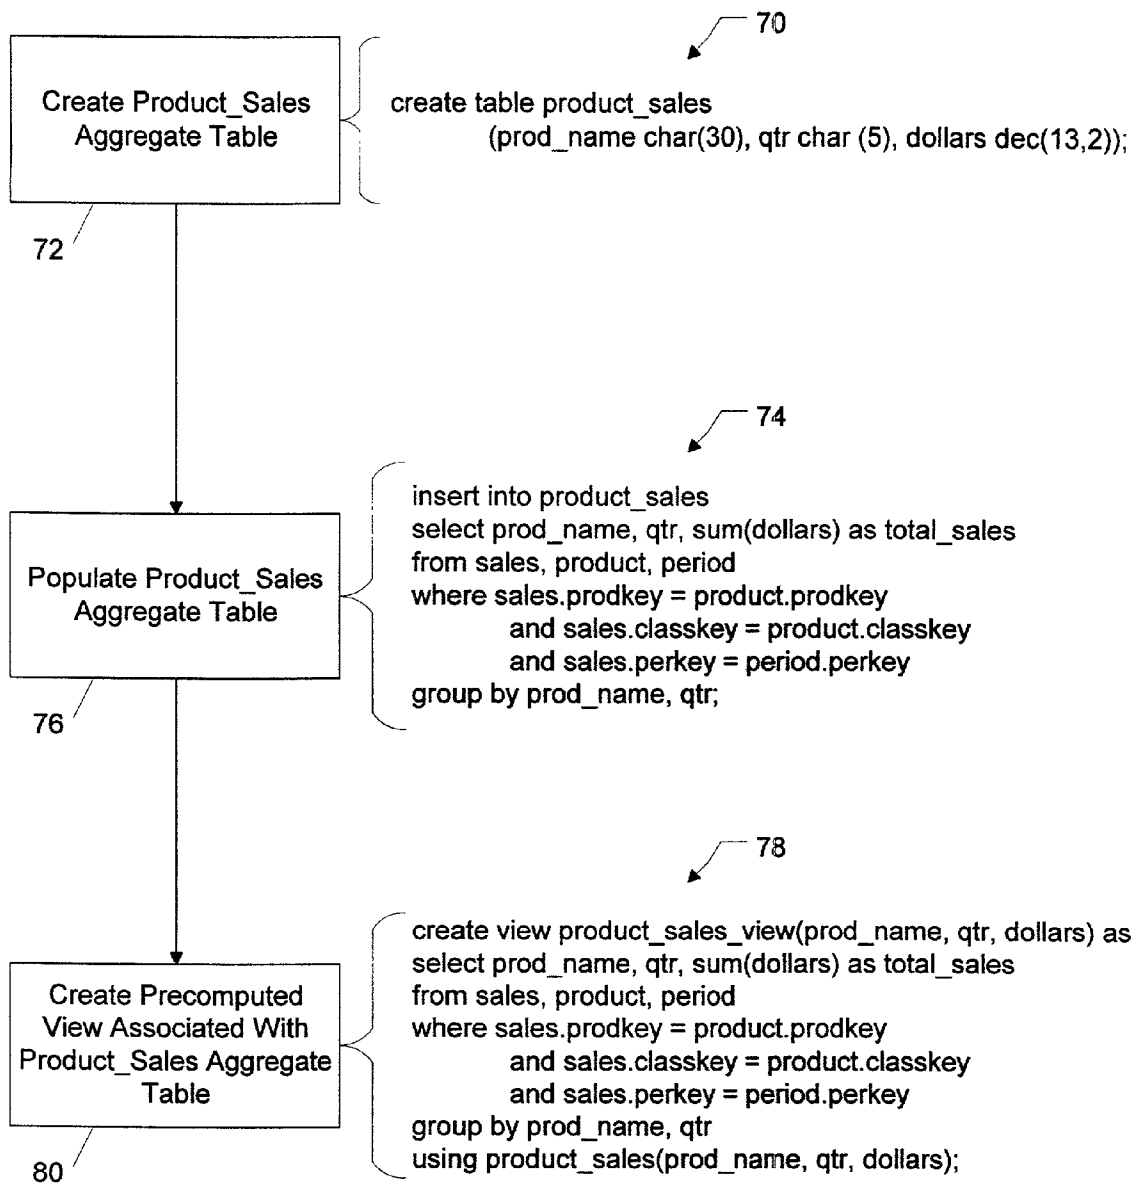 70
Create Product_Sales
Aggregate Table
create table product_sales
(prod_name char(30), qtr char (5), dollars dec(13,2));
72
74
Populate Product_Sales
Aggregate Table
insert into product_sales
select prod_name, qtr, sum(dollars) as total_sales
from sales, product, period
where sales.prodkey = product.prodkey
and sales.classkey = product.classkey
and sales.perkey = period.perkey
group by prod_name, qtr;
76
78
Create Precomputed
View Associated With
Product_Sales Aggregate
Table
create view product_sales_view(prod_name, qtr, dollars) as
select prod_name, qtr, sum(dollars) as total_sales
from sales, product, period
where sales.prodkey = product.prodkey
and sales.classkey = product.classkey
and sales.perkey = period.perkey
group by prod_name, qtr
using product_sales(prod_name, qtr, dollars);
80